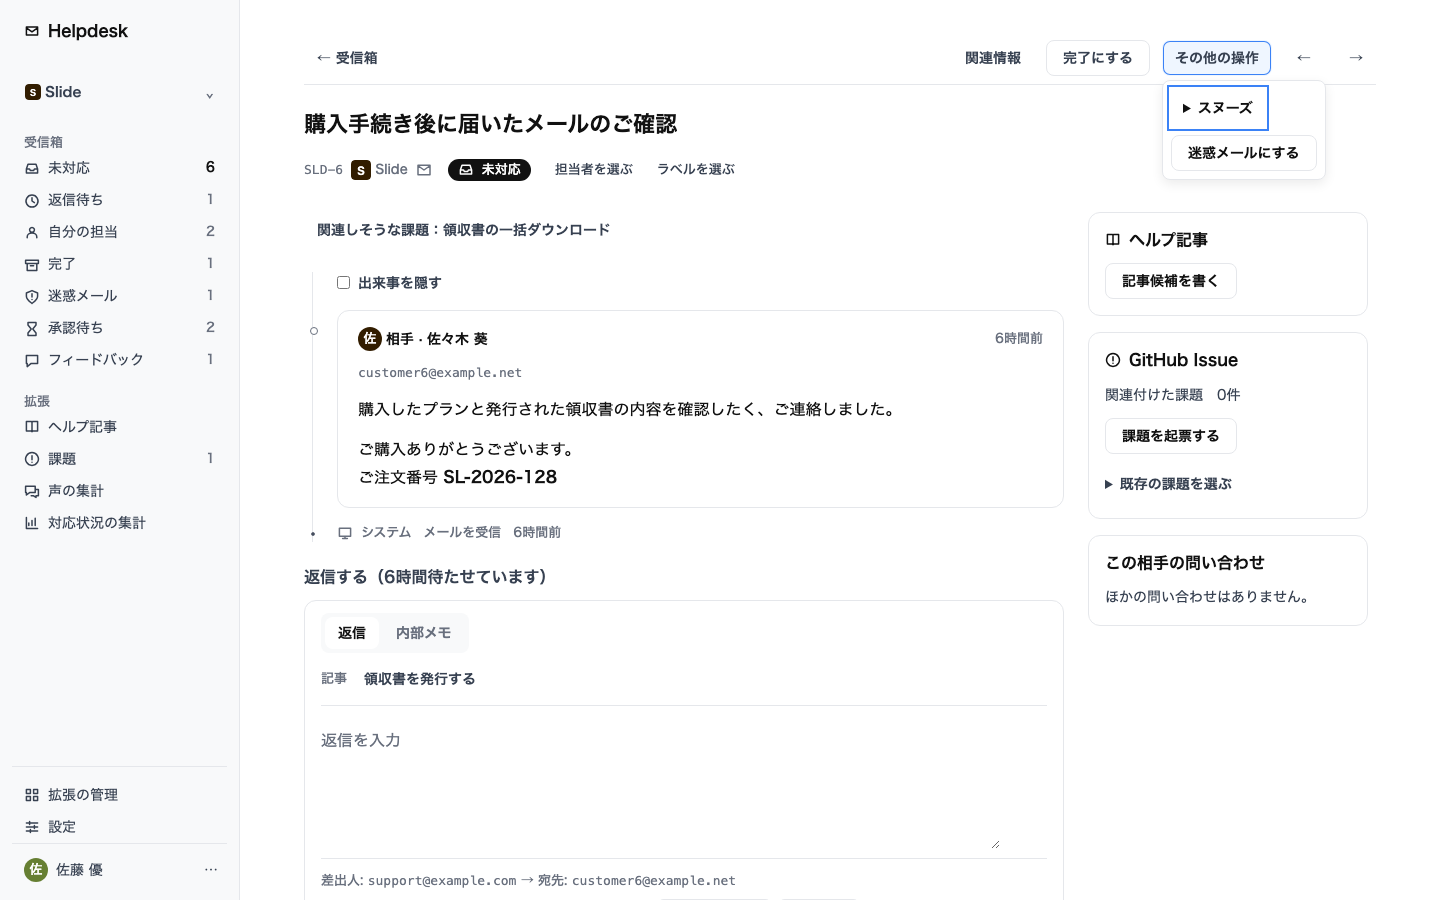 Helpdesk
S Slide
受信箱
未対応 6
返信待ち 1
自分の担当 2
完了 1
迷惑メール 1
承認待ち 2
フィードバック 1
拡張
ヘルプ記事
課題 1
声の集計
対応状況の集計
拡張の管理
設定
佐 佐藤 優 ···
← 受信箱 関連情報 完了にする その他の操作 ← →
▶ スヌーズ
迷惑メールにする
購入手続き後に届いたメールのご確認
SLD-6 S Slide 未対応 担当者を選ぶ ラベルを選ぶ
関連しそうな課題：領収書の一括ダウンロード
出来事を隠す
佐 相手 · 佐々木 葵 6時間前
customer6@example.net
購入したプランと発行された領収書の内容を確認したく、ご連絡しました。
ご購入ありがとうございます。
ご注文番号 SL-2026-128
システム メールを受信 6時間前
返信する（6時間待たせています）
返信 内部メモ
記事 領収書を発行する
返信を入力
差出人: support@example.com → 宛先: customer6@example.net
ヘルプ記事
記事候補を書く
GitHub Issue
関連付けた課題 0件
課題を起票する
▶ 既存の課題を選ぶ
この相手の問い合わせ
ほかの問い合わせはありません。